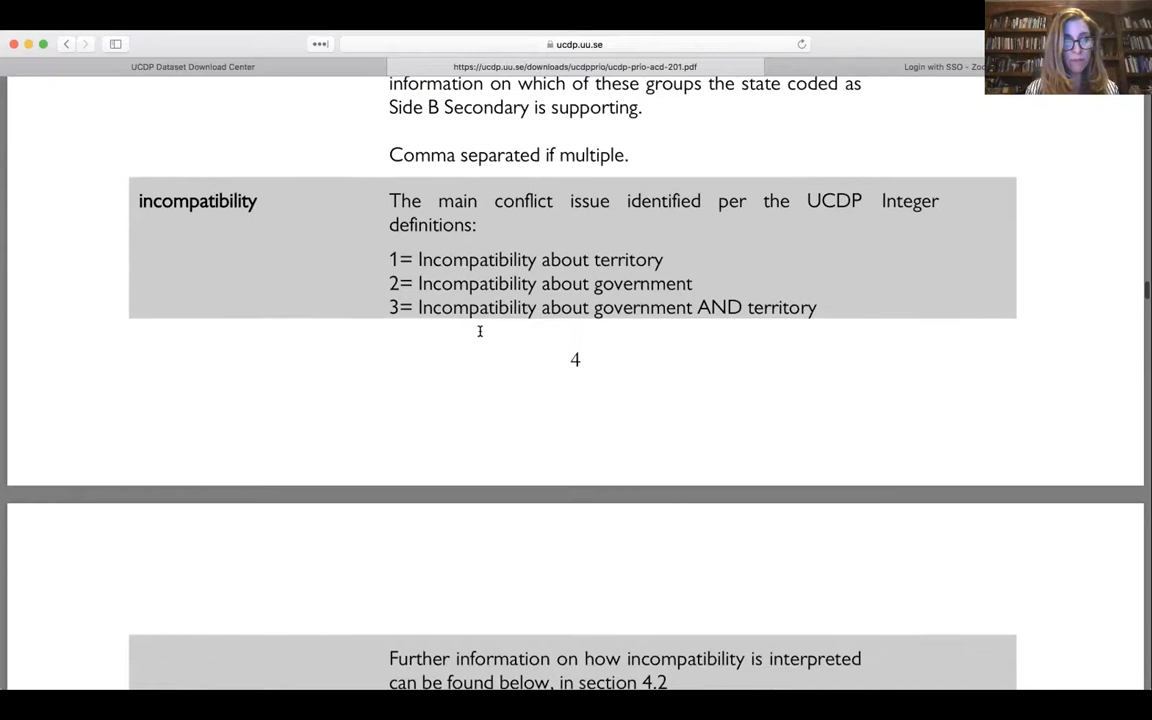 ucdp.uu.se
UCDP Dataset Download Center
https://ucdp.uu.se/downloads/ucdpprio/ucdp-prio-acd-201.pdf
Login with SSO - Zoo
information on which of these groups the state coded as
Side B Secondary is supporting.
Comma separated if multiple.
incompatibility
The main conflict issue identified per the UCDP Integer
definitions:
1= Incompatibility about territory
2= Incompatibility about government
3= Incompatibility about government AND territory
4
Further information on how incompatibility is interpreted
can be found below, in section 4.2